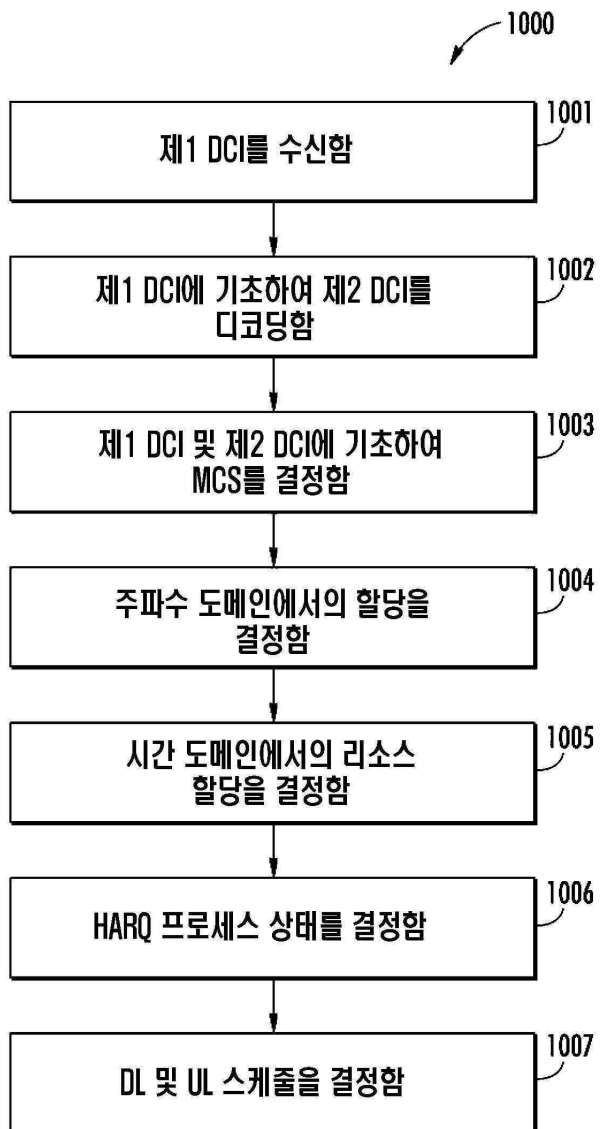 1000
1001
제1 DCI를 수신함
1002
제1 DCI에 기초하여 제2 DCI를
디코딩함
1003
제1 DCI 및 제2 DCI에 기초하여
MCS를 결정함
1004
주파수 도메인에서의 할당을
결정함
1005
시간 도메인에서의 리소스
할당을 결정함
1006
HARQ 프로세스 상태를 결정함
1007
DL 및 UL 스케줄을 결정함